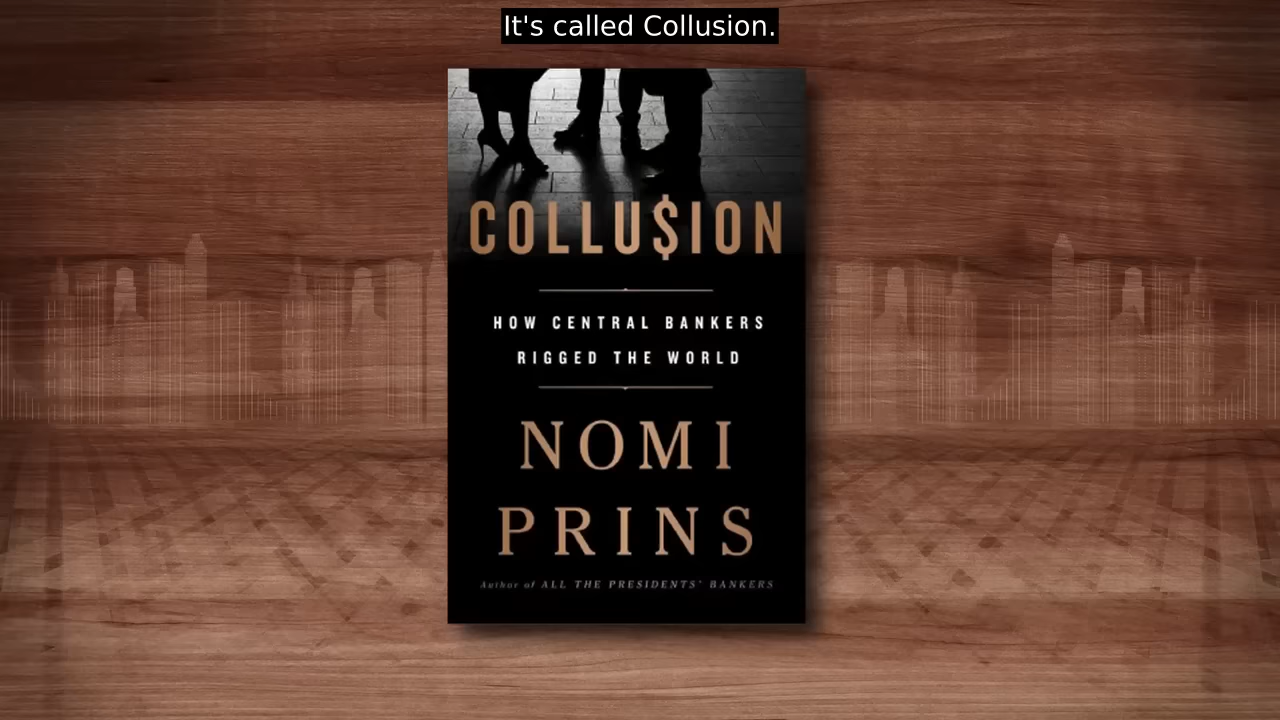 It's called Collusion.
COLLU$ION
HOW CENTRAL BANKERS
RIGGED THE WORLD
NOMI
PRINS
Author of ALL THE PRESIDENTS' BANKERS